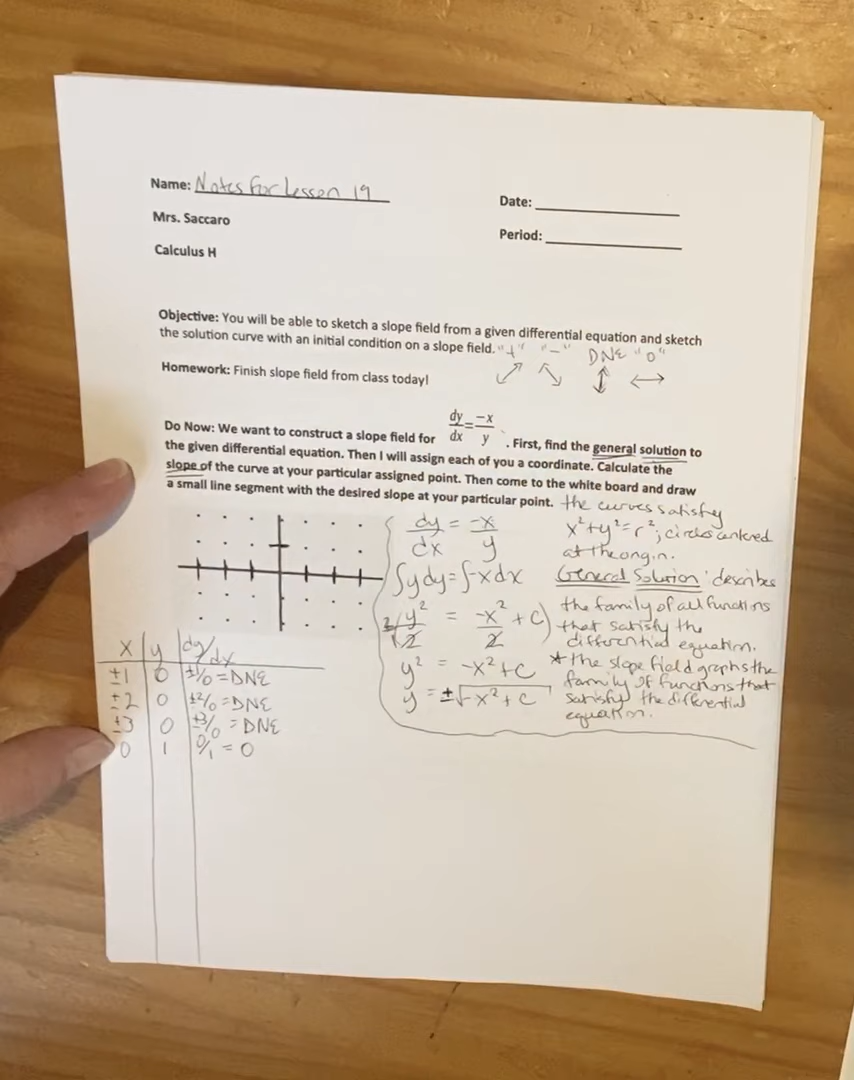 Name: Notes for Lesson 19
Date:
Mrs. Saccaro
Period:
Calculus H
Objective: You will be able to sketch a slope field from a given differential equation and sketch
the solution curve with an initial condition on a slope field. "+" "−" DNE "0"
Homework: Finish slope field from class today!
Do Now: We want to construct a slope field for dy/dx = -x/y . First, find the general solution to
the given differential equation. Then I will assign each of you a coordinate. Calculate the
slope of the curve at your particular assigned point. Then come to the white board and draw
a small line segment with the desired slope at your particular point.
dy/dx = -x/y
∫ydy = ∫-xdx
2(y²/2 = -x²/2 + C)
y² = -x² + C
y = ±√-x² + C
the curves satisfy
x² + y² = r²; circles centered
at the origin.
General Solution: describes
the family of all functions
that satisfy the
differential equation.
* the slope field graphs the
family of functions that
satisfy the differential
equation.
x y dy/dx
±1 0 ±1/0 = DNE
±2 0 ±2/0 = DNE
±3 0 ±3/0 = DNE
0 1 0/1 = 0